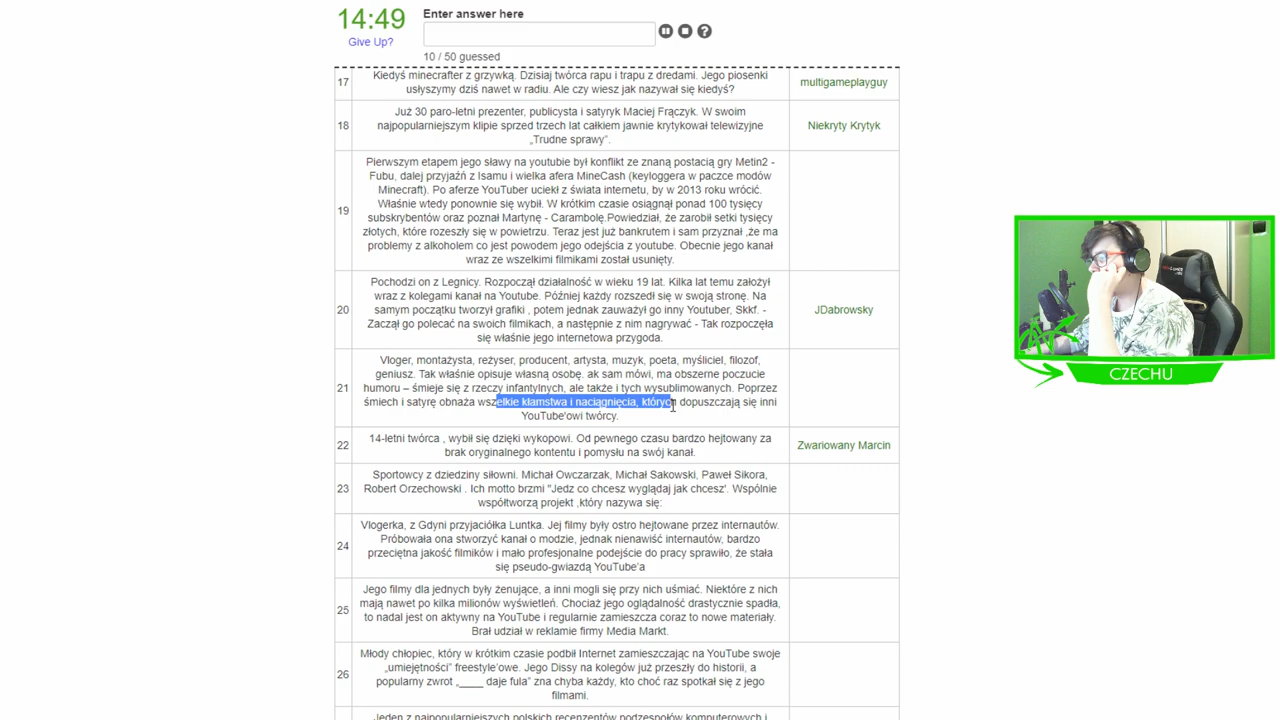 14:49
Give Up?
Enter answer here
10 / 50 guessed
17
Kiedyś minecrafter z grzywką. Dzisiaj twórca rapu i trapu z dredami. Jego piosenki
usłyszymy dziś nawet w radiu. Ale czy wiesz jak nazywał się kiedyś?
multigameplayguy
18
Już 30 paro-letni prezenter, publicysta i satyryk Maciej Frączyk. W swoim
najpopularniejszym klipie sprzed trzech lat całkiem jawnie krytykował telewizyjne
„Trudne sprawy”.
Niekryty Krytyk
19
Pierwszym etapem jego sławy na youtubie był konflikt ze znaną postacią gry Metin2 -
Fubu, dalej przyjaźń z Isamu i wielka afera MineCash (keyloggera w paczce modów
Minecraft). Po aferze YouTuber uciekł z świata internetu, by w 2013 roku wrócić.
Właśnie wtedy ponownie się wybił. W krótkim czasie osiągnął ponad 100 tysięcy
subskrybentów oraz poznał Martynę - Carambolę.Powiedział, że zarobił setki tysięcy
złotych, które rozeszły się w powietrzu. Teraz jest już bankrutem i sam przyznał ,że ma
problemy z alkoholem co jest powodem jego odejścia z youtube. Obecnie jego kanał
wraz ze wszelkimi filmikami został usunięty.
20
Pochodzi on z Legnicy. Rozpoczął działalność w wieku 19 lat. Kilka lat temu założył
wraz z kolegami kanał na Youtube. Później każdy rozszedł się w swoją stronę. Na
samym początku tworzył grafiki , potem jednak zauważył go inny Youtuber, Skkf. -
Zaczął go polecać na swoich filmikach, a następnie z nim nagrywać - Tak rozpoczęła
się właśnie jego internetowa przygoda.
JDabrowsky
21
Vloger, montażysta, reżyser, producent, artysta, muzyk, poeta, myśliciel, filozof,
geniusz. Tak właśnie opisuje własną osobę. ak sam mówi, ma obszerne poczucie
humoru – śmieje się z rzeczy infantylnych, ale także i tych wysublimowanych. Poprzez
śmiech i satyrę obnaża wszelkie kłamstwa i naciągnięcia, których dopuszczają się inni
YouTube'owi twórcy.
22
14-letni twórca , wybił się dzięki wykopowi. Od pewnego czasu bardzo hejtowany za
brak oryginalnego kontentu i pomysłu na swój kanał.
Zwariowany Marcin
23
Sportowcy z dziedziny siłowni. Michał Owczarzak, Michał Sakowski, Paweł Sikora,
Robert Orzechowski . Ich motto brzmi "Jedz co chcesz wyglądaj jak chcesz'. Wspólnie
współtworzą projekt ,który nazywa się:
24
Vlogerka, z Gdyni przyjaciółka Luntka. Jej filmy były ostro hejtowane przez internautów.
Próbowała ona stworzyć kanał o modzie, jednak nienawiść internautów, bardzo
przeciętna jakość filmików i mało profesjonalne podejście do pracy sprawiło, że stała
się pseudo-gwiazdą YouTube'a
25
Jego filmy dla jednych były żenujące, a inni mogli się przy nich uśmiać. Niektóre z nich
mają nawet po kilka milionów wyświetleń. Chociaż jego oglądalność drastycznie spadła,
to nadal jest on aktywny na YouTube i regularnie zamieszcza coraz to nowe materiały.
Brał udział w reklamie firmy Media Markt.
26
Młody chłopiec, który w krótkim czasie podbił Internet zamieszczając na YouTube swoje
„umiejętności” freestyle'owe. Jego Dissy na kolegów już przeszły do historii, a
popularny zwrot „____ daje fula” zna chyba każdy, kto choć raz spotkał się z jego
filmami.
Jeden z najpopularniejszych polskich recenzentów podzespołów komputerowych i
CZECHU